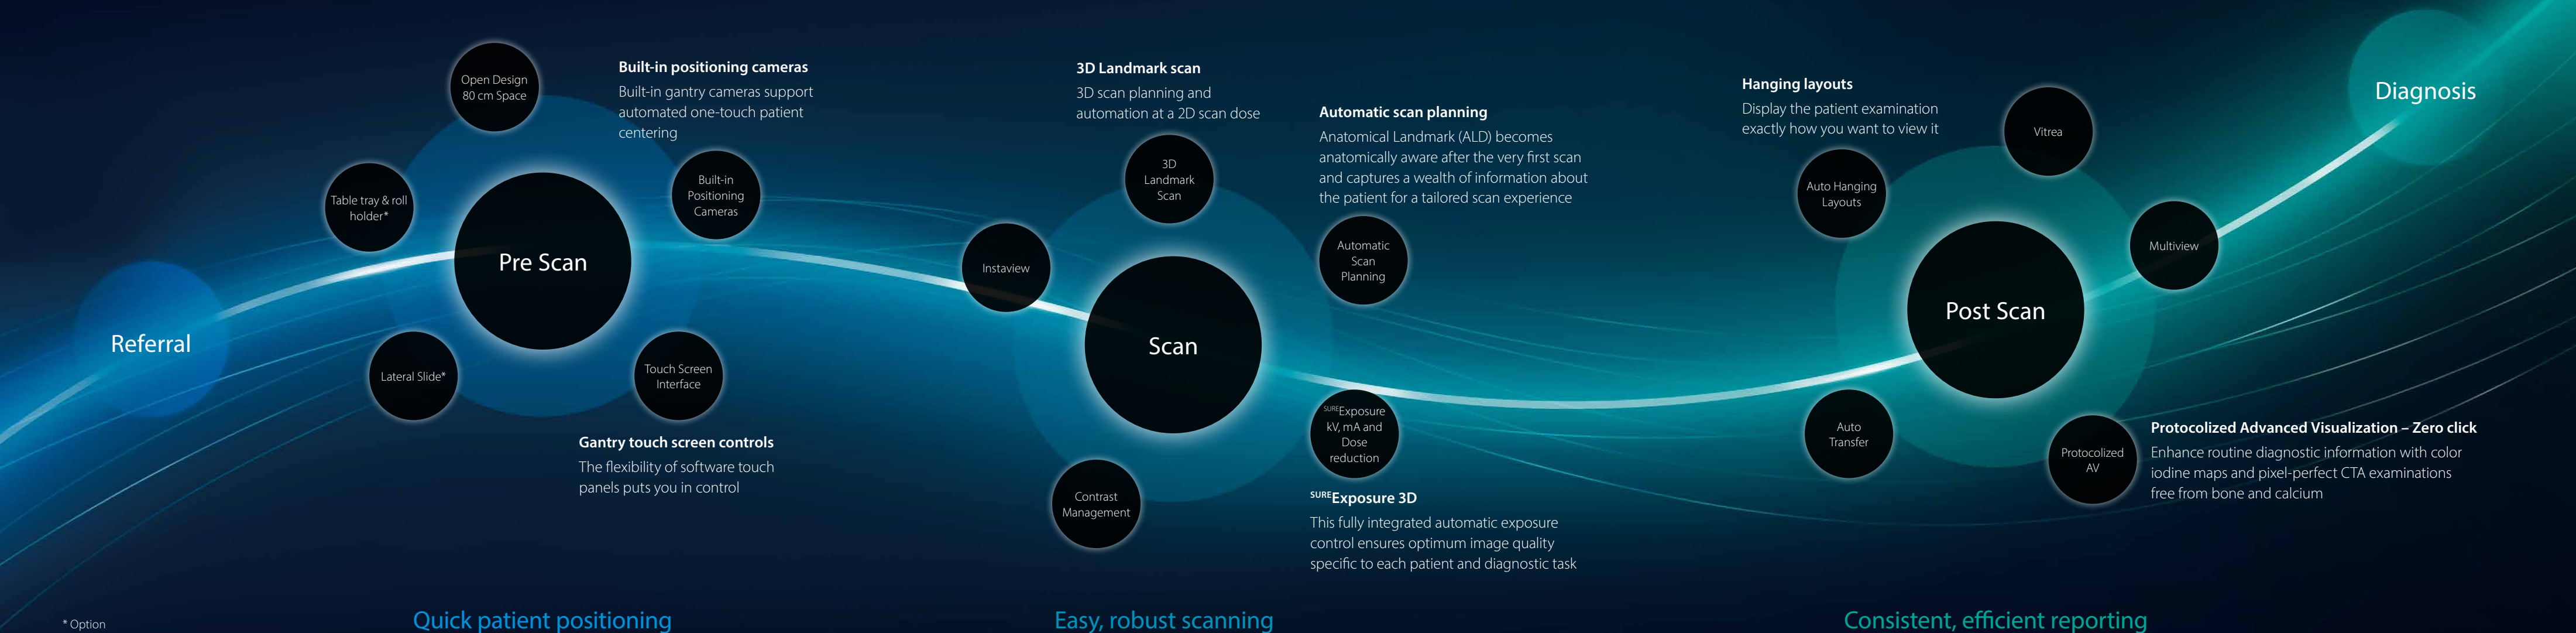 Referral
Open Design
80 cm Space
Table tray & roll
holder*
Pre Scan
Lateral Slide*
Built-in positioning cameras
Built-in gantry cameras support
automated one-touch patient
centering
Built-in
Positioning
Cameras
Touch Screen
Interface
Gantry touch screen controls
The flexibility of software touch
panels puts you in control
Quick patient positioning
3D Landmark scan
3D scan planning and
automation at a 2D scan dose
3D
Landmark
Scan
Instaview
Scan
Automatic scan planning
Anatomical Landmark (ALD) becomes
anatomically aware after the very first scan
and captures a wealth of information about
the patient for a tailored scan experience
Automatic
Scan
Planning
SUREExposure
kV, mA and
Dose
reduction
Contrast
Management
SUREExposure 3D
This fully integrated automatic exposure
control ensures optimum image quality
specific to each patient and diagnostic task
Easy, robust scanning
Hanging layouts
Display the patient examination
exactly how you want to view it
Auto Hanging
Layouts
Vitrea
Multiview
Post Scan
Auto
Transfer
Protocolized
AV
Protocolized Advanced Visualization – Zero click
Enhance routine diagnostic information with color
iodine maps and pixel-perfect CTA examinations
free from bone and calcium
Consistent, efficient reporting
Diagnosis
* Option